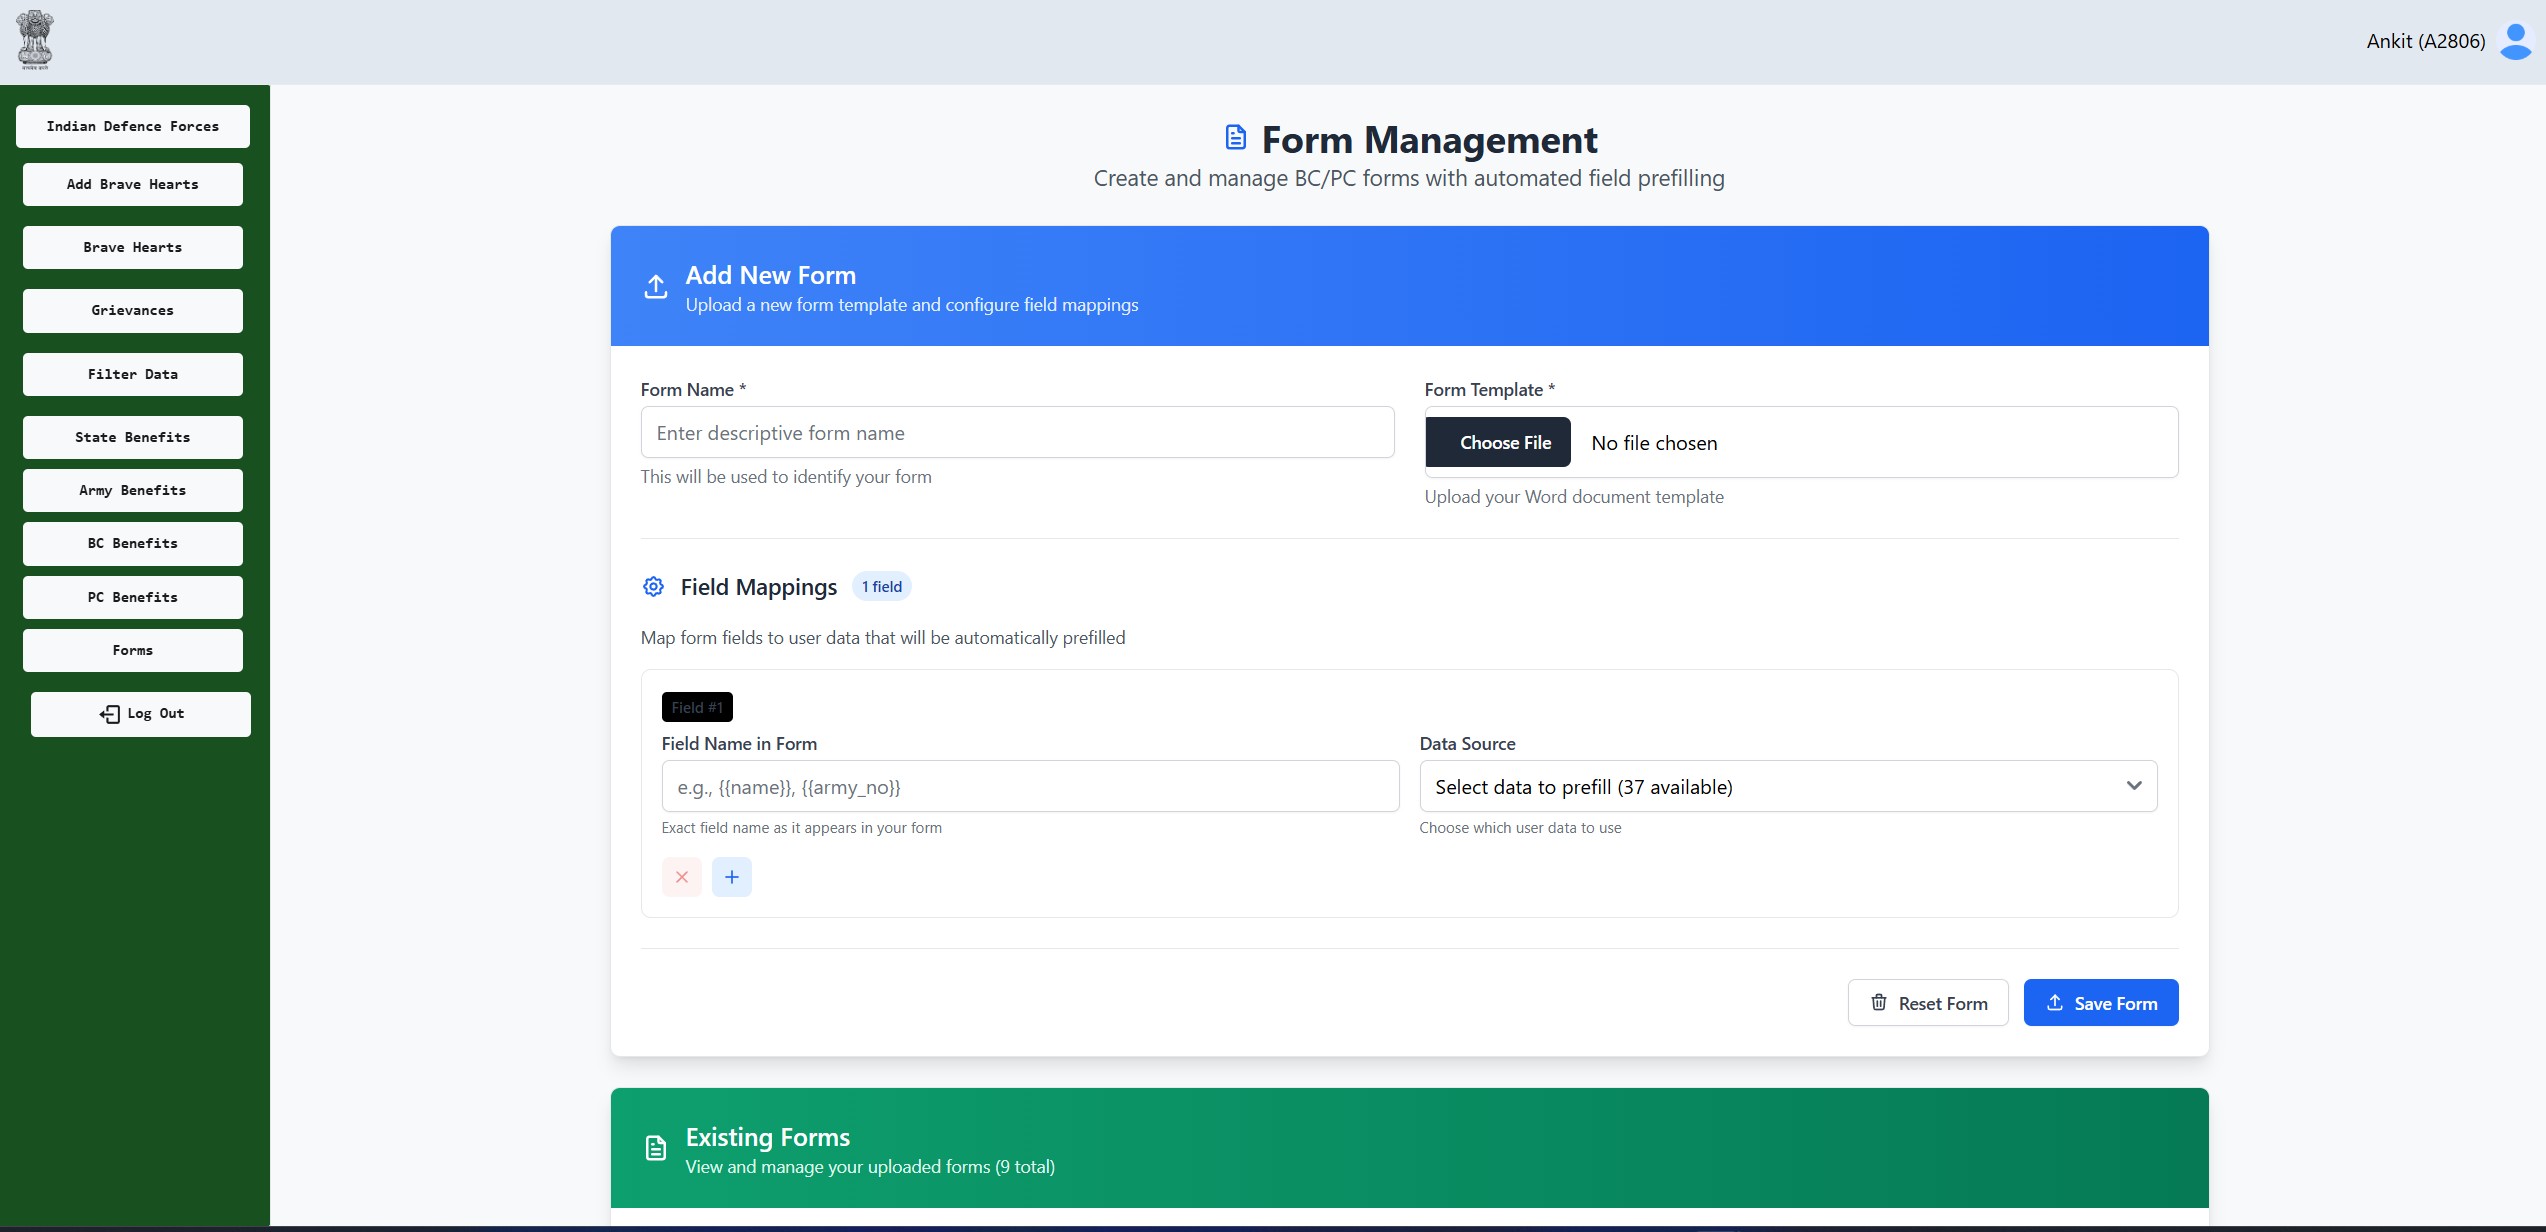 Ankit (A2806)
Indian Defence Forces
Add Brave Hearts
Brave Hearts
Grievances
Filter Data
State Benefits
Army Benefits
BC Benefits
PC Benefits
Forms
Log Out
Form Management
Create and manage BC/PC forms with automated field prefilling
Add New Form
Upload a new form template and configure field mappings
Form Name *
Enter descriptive form name
This will be used to identify your form
Form Template *
Choose File No file chosen
Upload your Word document template
Field Mappings 1 field
Map form fields to user data that will be automatically prefilled
Field #1
Field Name in Form
e.g., {{name}}, {{army_no}}
Exact field name as it appears in your form
Data Source
Select data to prefill (37 available)
Choose which user data to use
Reset Form
Save Form
Existing Forms
View and manage your uploaded forms (9 total)